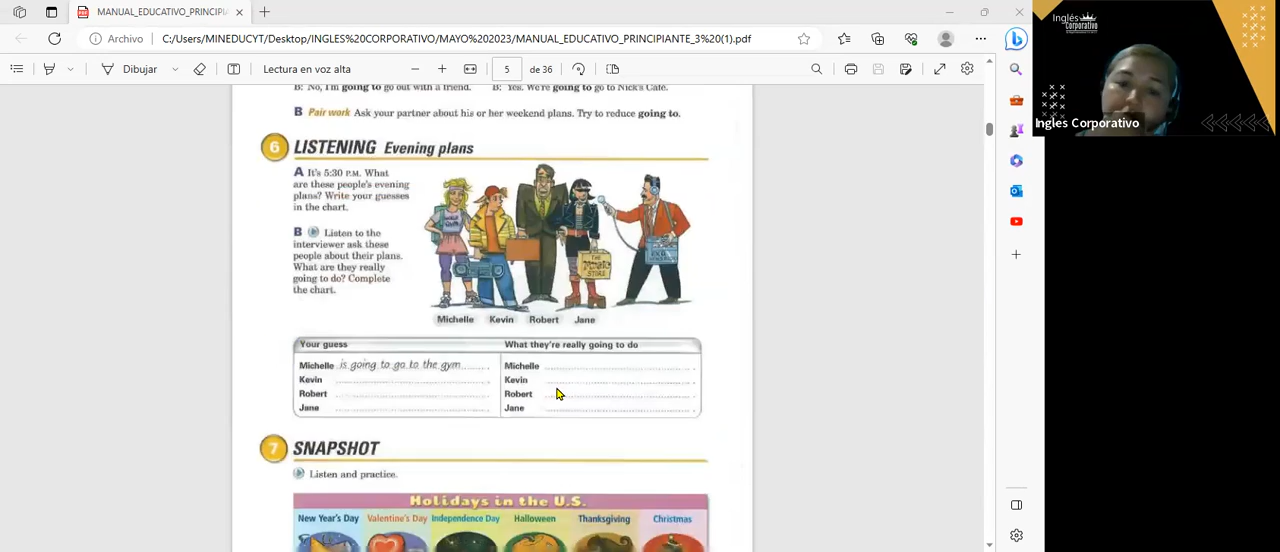 MANUAL_EDUCATIVO_PRINCIPIA
Archivo
C:/Users/MINEDUCYT/Desktop/INGLES%20CORPORATIVO/MAYO%202023/MANUAL_EDUCATIVO_PRINCIPIANTE_3%20(1).pdf
Dibujar
Lectura en voz alta
5
de 36
B: No, I'm going to go out with a friend.
B: Yes. We're going to go to Nick's Cafe.
B Pair work Ask your partner about his or her weekend plans. Try to reduce going to.
6 LISTENING Evening plans
A It's 5:30 P.M. What
are these people's evening
plans? Write your guesses
in the chart.
B Listen to the
interviewer ask these
people about their plans.
What are they really
going to do? Complete
the chart.
THE
STORE
Michelle Kevin Robert Jane
Your guess
What they're really going to do
Michelle is going to go to the gym
Michelle
Kevin
Kevin
Robert
Robert
Jane
Jane
7 SNAPSHOT
Listen and practice.
Holidays in the U.S.
New Year's Day Valentine's Day Independence Day Halloween Thanksgiving Christmas
Inglés
Corporativo
Ingles Corporativo